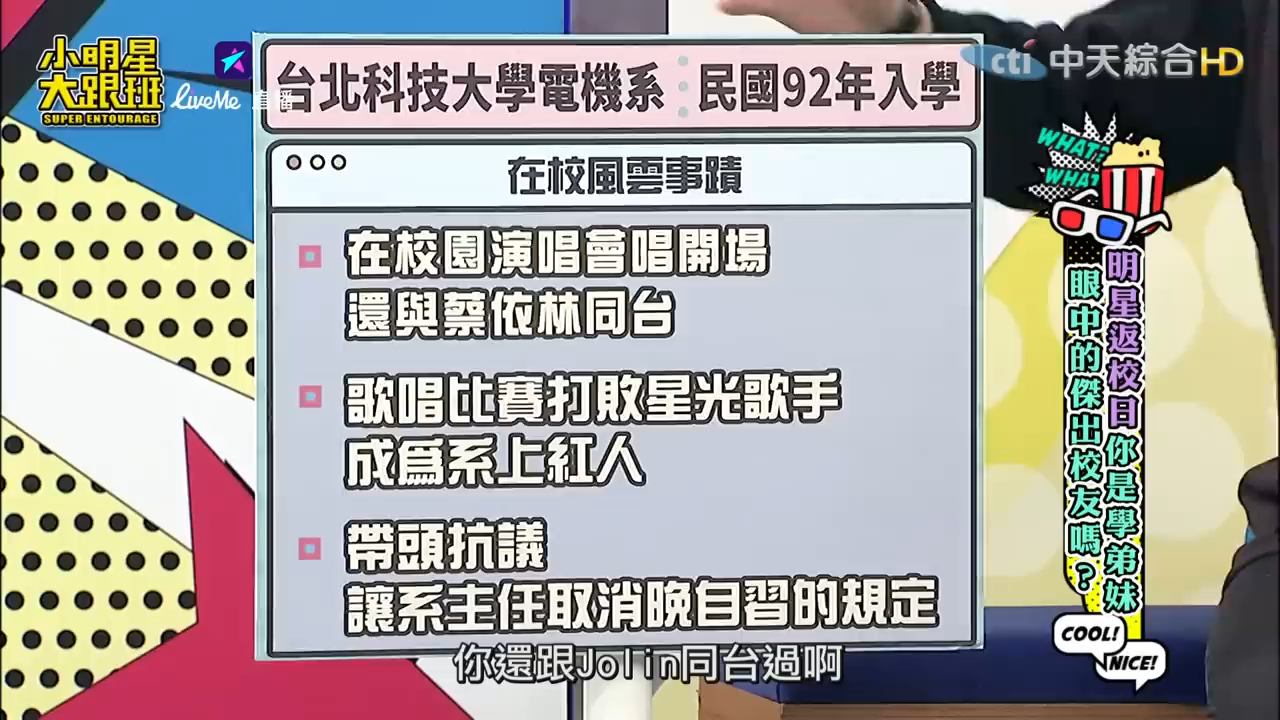 小明星
大跟班
SUPER ENTOURAGE
LiveMe 直播
cti 中天綜合HD
台北科技大學電機系：民國92年入學
在校風雲事蹟
在校園演唱會唱開場
還與蔡依林同台
歌唱比賽打敗星光歌手
成為系上紅人
帶頭抗議
讓系主任取消晚自習的規定
WHAT?
WHAT?
明星返校日你是學弟妹
眼中的傑出校友嗎？
COOL!
NICE!
你還跟Jolin同台過啊